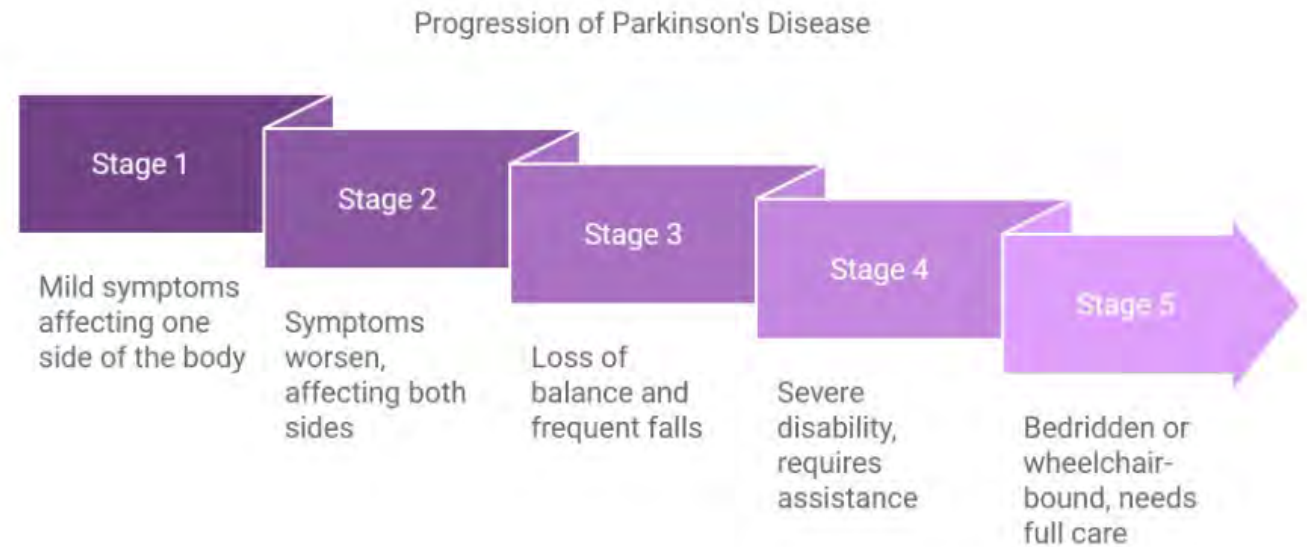 Progression of Parkinson's Disease
Stage 1
Mild symptoms
affecting one
side of the body
Stage 2
Symptoms
worsen,
affecting both
sides
Stage 3
Loss of
balance and
frequent falls
Stage 4
Severe
disability,
requires
assistance
Stage 5
Bedridden or
wheelchair-
bound, needs
full care